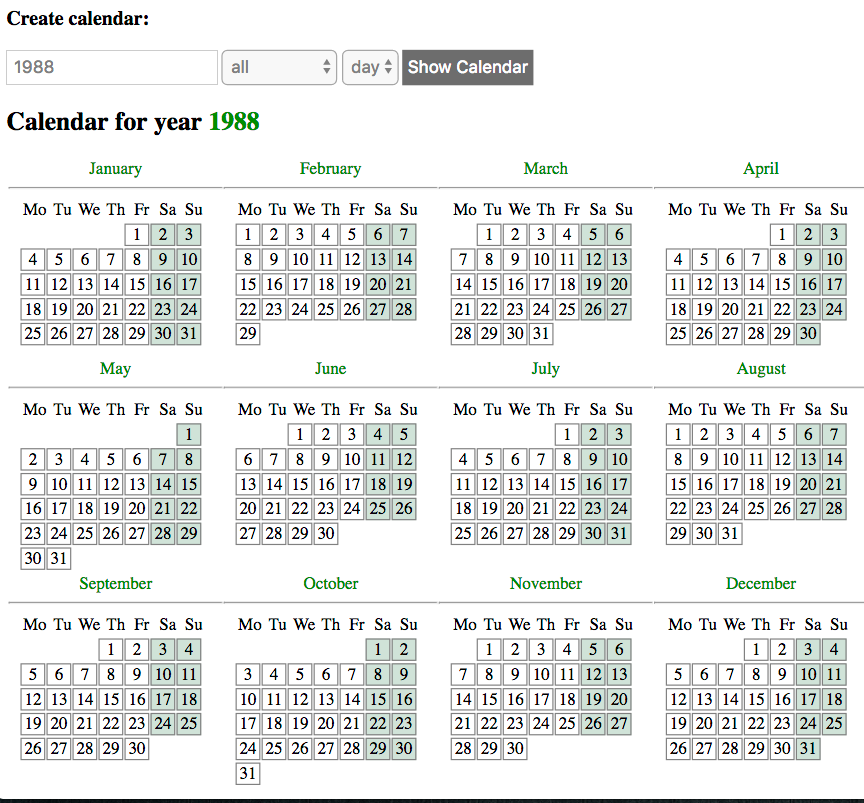 Create calendar:
1988 all day Show Calendar
Calendar for year 1988
January February March April
Mo Tu We Th Fr Sa Su Mo Tu We Th Fr Sa Su Mo Tu We Th Fr Sa Su Mo Tu We Th Fr Sa Su
1 2 3 1 2 3 4 5 6 7 1 2 3 4 5 6 1 2 3
4 5 6 7 8 9 10 8 9 10 11 12 13 14 7 8 9 10 11 12 13 4 5 6 7 8 9 10
11 12 13 14 15 16 17 15 16 17 18 19 20 21 14 15 16 17 18 19 20 11 12 13 14 15 16 17
18 19 20 21 22 23 24 22 23 24 25 26 27 28 21 22 23 24 25 26 27 18 19 20 21 22 23 24
25 26 27 28 29 30 31 29 28 29 30 31 25 26 27 28 29 30
May June July August
Mo Tu We Th Fr Sa Su Mo Tu We Th Fr Sa Su Mo Tu We Th Fr Sa Su Mo Tu We Th Fr Sa Su
1 1 2 3 4 5 1 2 3 1 2 3 4 5 6 7
2 3 4 5 6 7 8 6 7 8 9 10 11 12 4 5 6 7 8 9 10 8 9 10 11 12 13 14
9 10 11 12 13 14 15 13 14 15 16 17 18 19 11 12 13 14 15 16 17 15 16 17 18 19 20 21
16 17 18 19 20 21 22 20 21 22 23 24 25 26 18 19 20 21 22 23 24 22 23 24 25 26 27 28
23 24 25 26 27 28 29 27 28 29 30 25 26 27 28 29 30 31 29 30 31
30 31
September October November December
Mo Tu We Th Fr Sa Su Mo Tu We Th Fr Sa Su Mo Tu We Th Fr Sa Su Mo Tu We Th Fr Sa Su
1 2 3 4 1 2 1 2 3 4 5 6 1 2 3 4
5 6 7 8 9 10 11 3 4 5 6 7 8 9 7 8 9 10 11 12 13 5 6 7 8 9 10 11
12 13 14 15 16 17 18 10 11 12 13 14 15 16 14 15 16 17 18 19 20 12 13 14 15 16 17 18
19 20 21 22 23 24 25 17 18 19 20 21 22 23 21 22 23 24 25 26 27 19 20 21 22 23 24 25
26 27 28 29 30 24 25 26 27 28 29 30 28 29 30 26 27 28 29 30 31
31